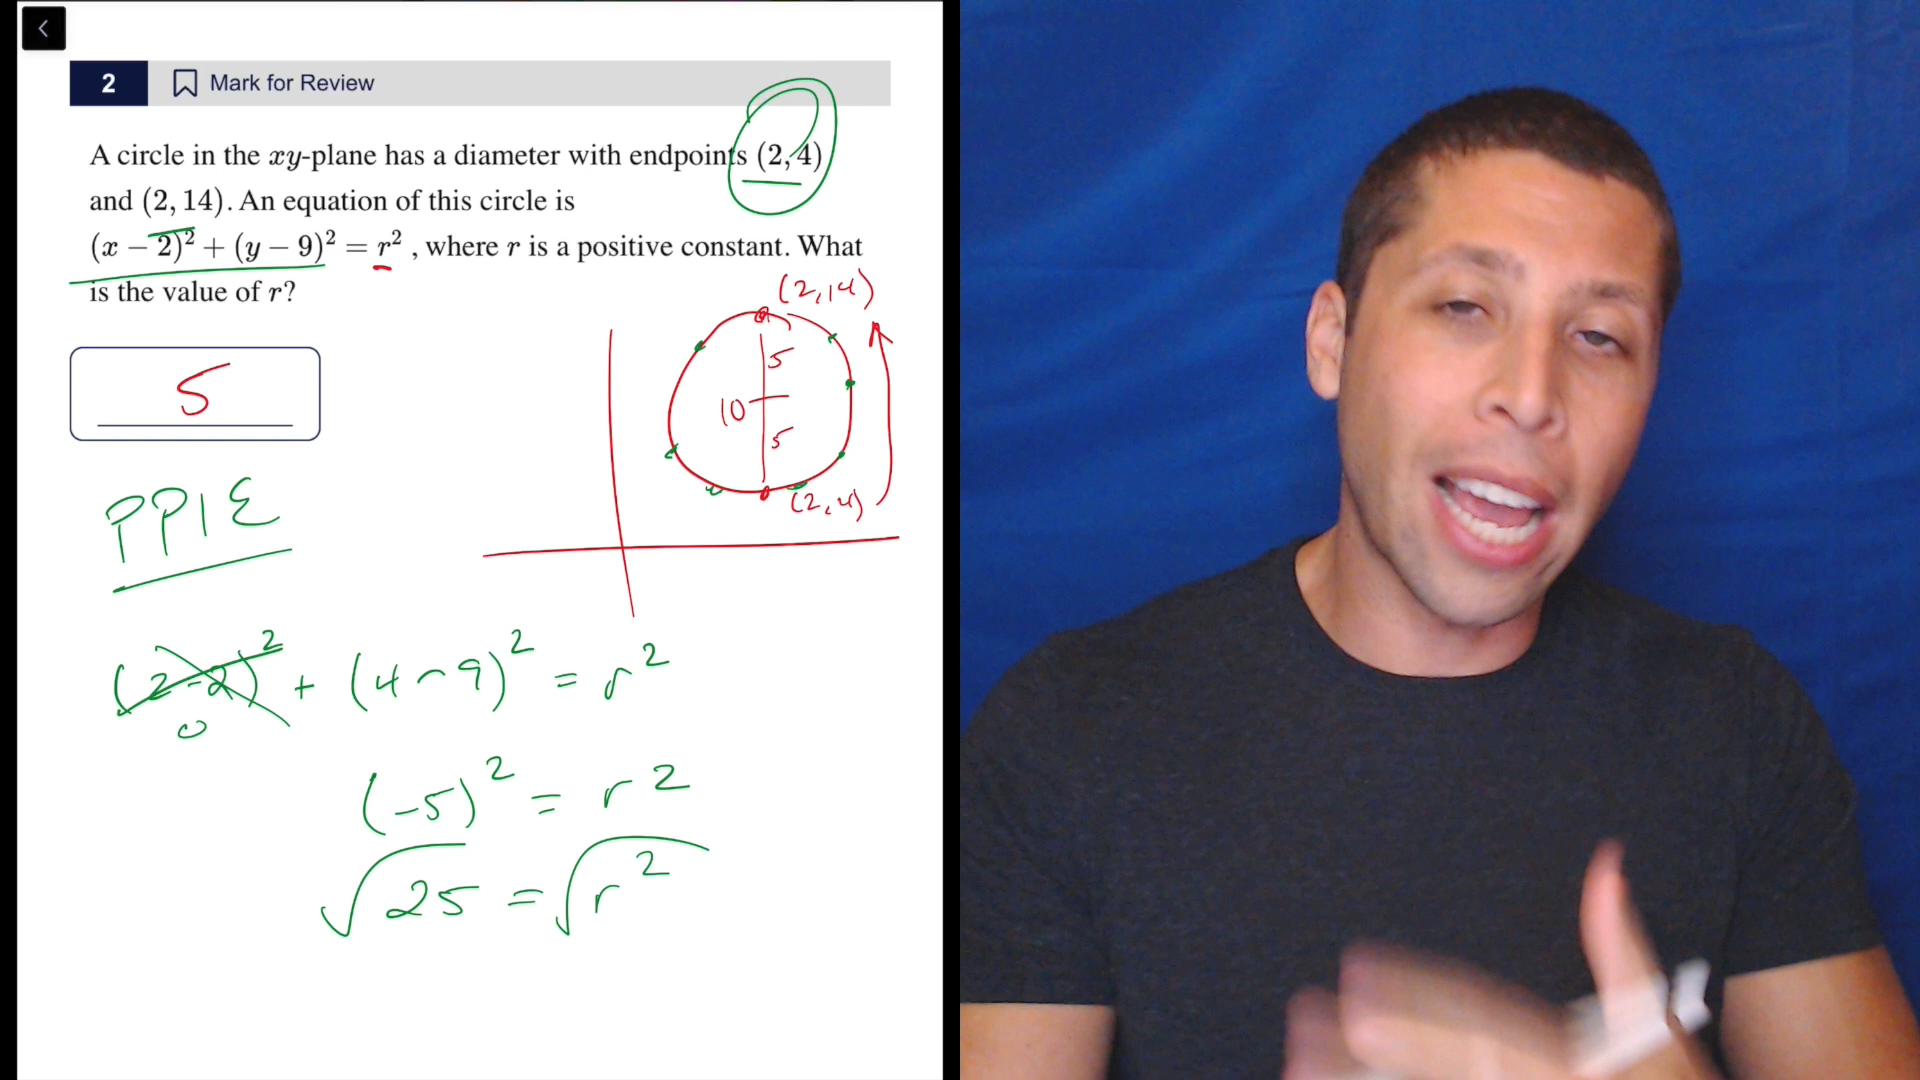 2 Mark for Review
A circle in the xy-plane has a diameter with endpoints (2, 4)
and (2, 14). An equation of this circle is
(x − 2)² + (y − 9)² = r² , where r is a positive constant. What
is the value of r?
(2,14)
5
5
10
5
(2,4)
PPIE
(2-2)² + (4-9)² = r²
0
(-5)² = r²
√25 = √r²